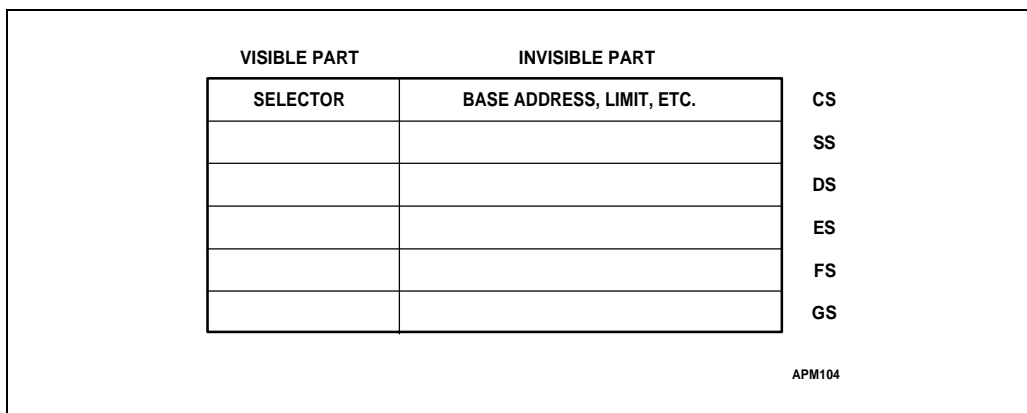 VISIBLE PART INVISIBLE PART
SELECTOR BASE ADDRESS, LIMIT, ETC. CS
SS
DS
ES
FS
GS
APM104